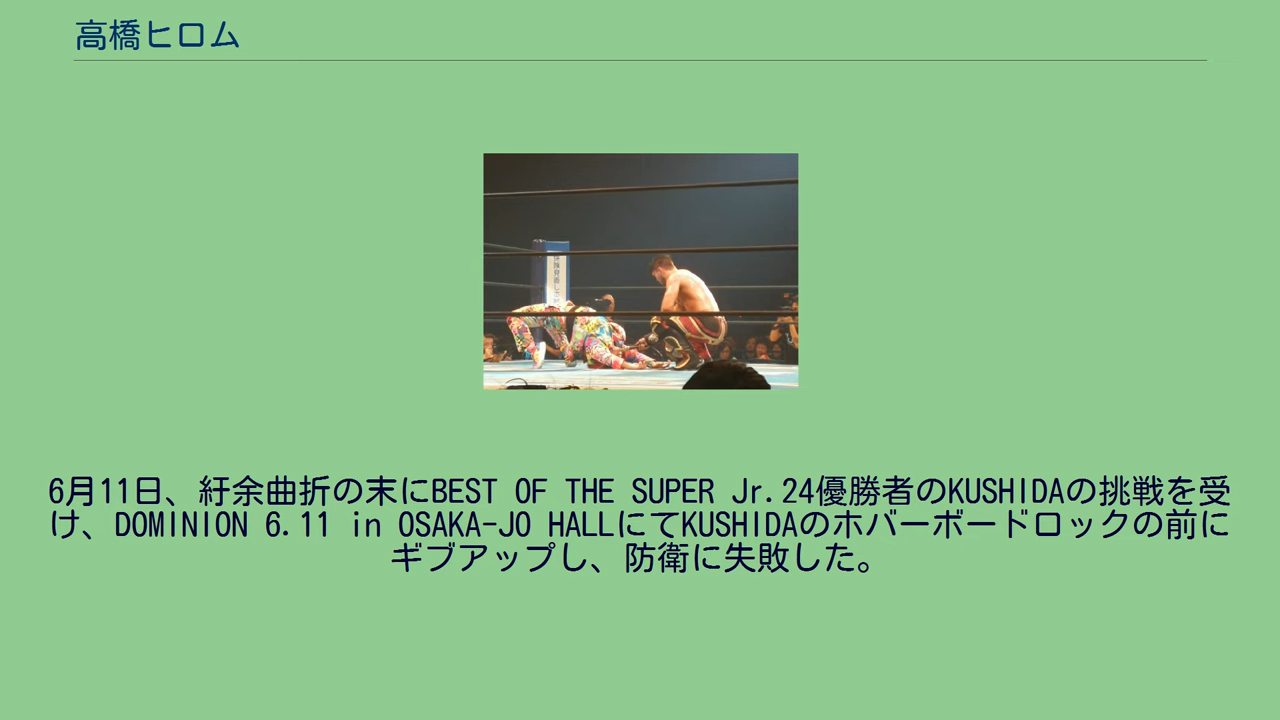 高橋ヒロム
6月11日、紆余曲折の末にBEST OF THE SUPER Jr.24優勝者のKUSHIDAの挑戦を受
け、DOMINION 6.11 in OSAKA-JO HALLにてKUSHIDAのホバーボードロックの前に
ギブアップし、防衛に失敗した。